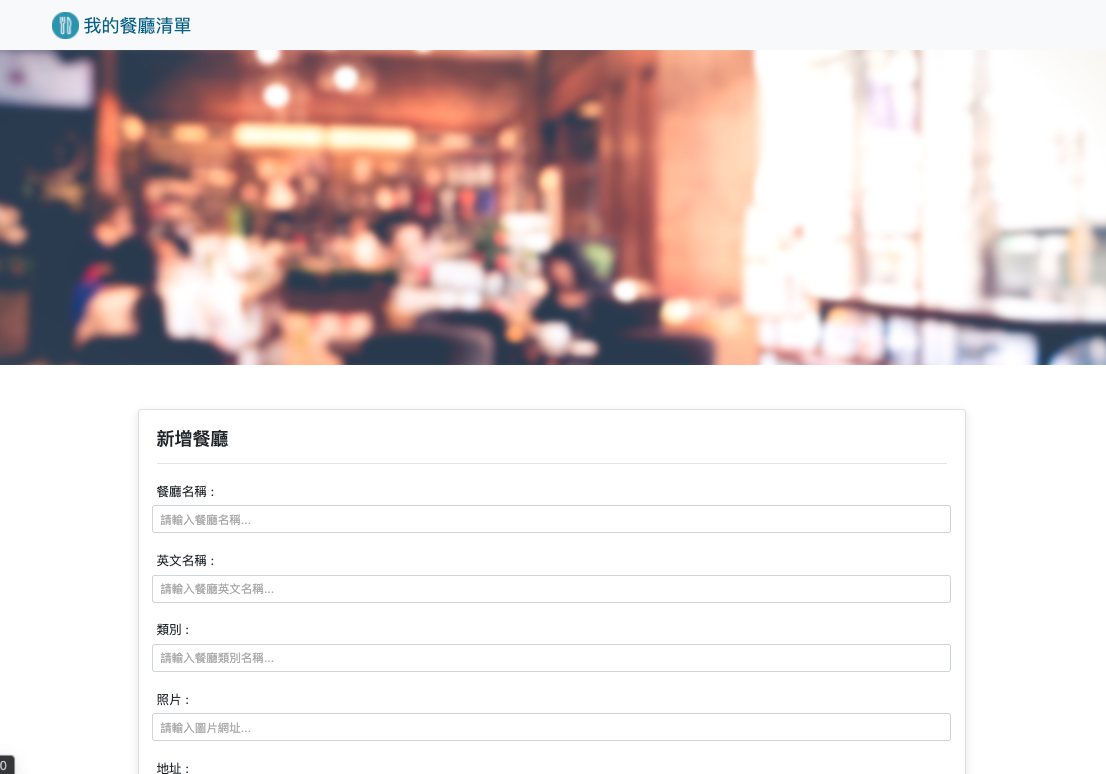 我的餐廳清單
新增餐廳
餐廳名稱 :
請輸入餐廳名稱...
英文名稱 :
請輸入餐廳英文名稱...
類別 :
請輸入餐廳類別名稱...
照片 :
請輸入圖片網址...
地址 :
0